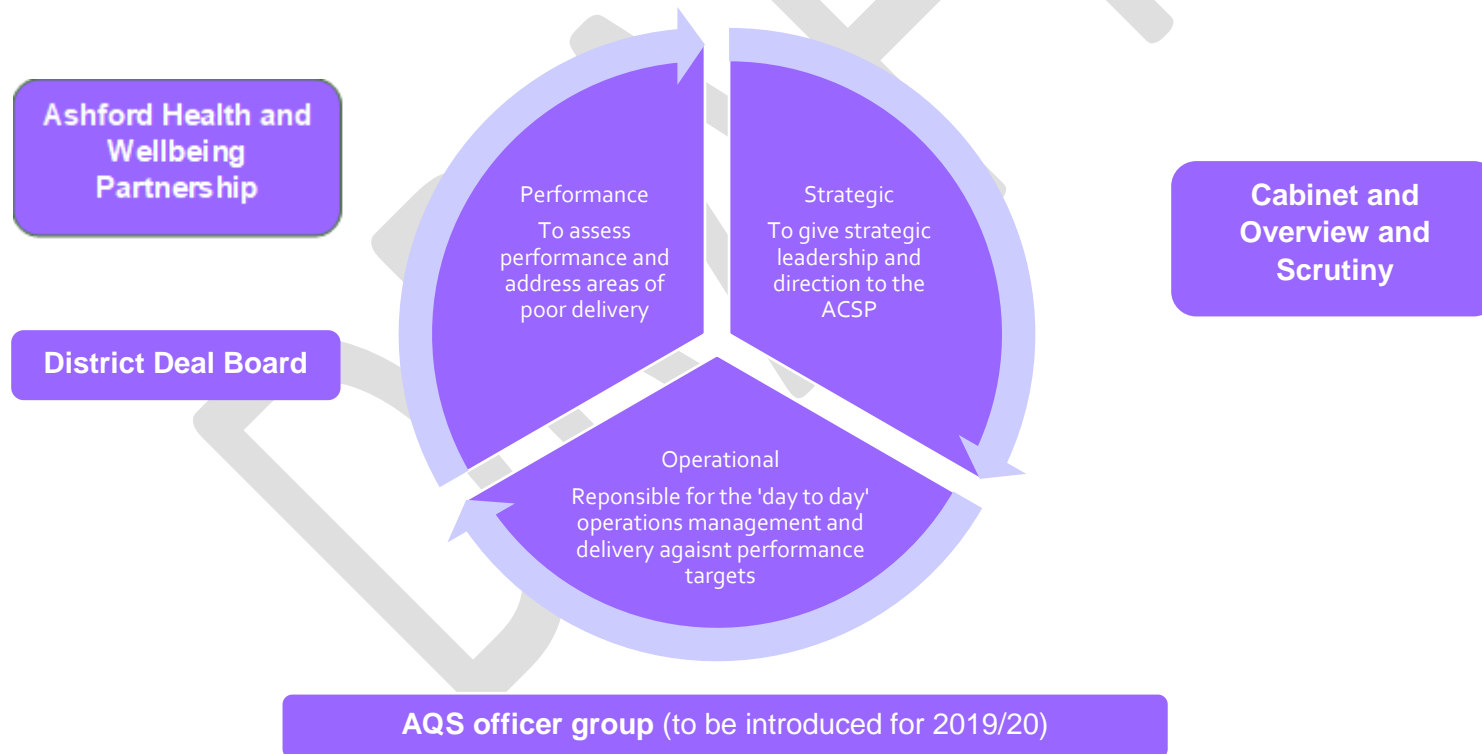 Ashford Health and
Wellbeing
Partnership
District Deal Board
Performance
To assess
performance and
address areas of
poor delivery
Strategic
To give strategic
leadership and
direction to the
ACSP
Cabinet and
Overview and
Scrutiny
Operational
Reponsible for the 'day to day'
operations management and
delivery agaisnt performance
targets
AQS officer group (to be introduced for 2019/20)